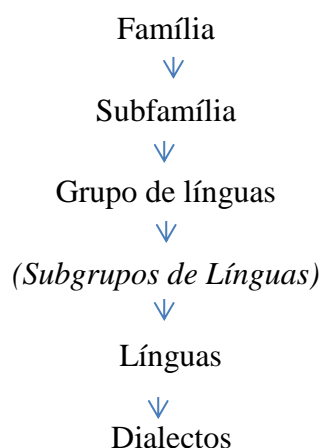 Família
Subfamília
Grupo de línguas
(Subgrupos de Línguas)
Línguas
Dialectos